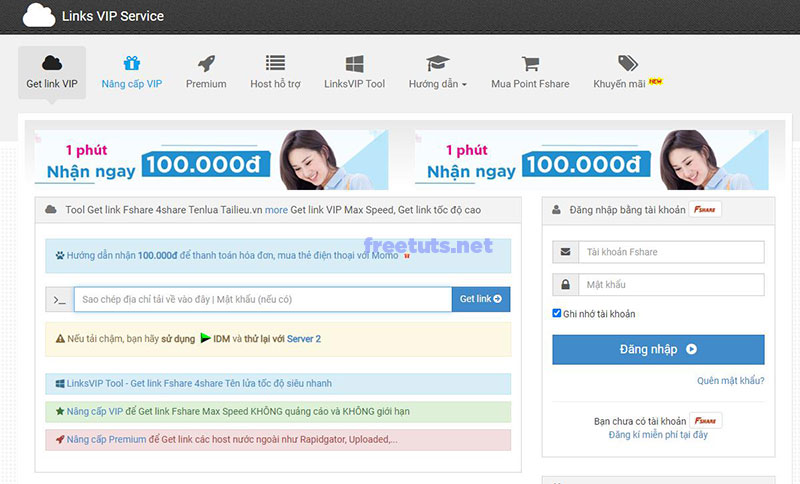 Links VIP Service
Get link VIP
Nâng cấp VIP
Premium
Host hỗ trợ
LinksVIP Tool
Hướng dẫn
Mua Point Fshare
Khuyến mãi NEW
1 phút
Nhận ngay 100.000đ
1 phút
Nhận ngay 100.000đ
Tool Get link Fshare 4share Tenlua Tailieu.vn more Get link VIP Max Speed, Get link tốc độ cao
freetuts.net
Hướng dẫn nhận 100.000đ để thanh toán hóa đơn, mua thẻ điện thoại với Momo
>_ Sao chép địa chỉ tải về vào đây | Mật khẩu (nếu có) Get link
Nếu tải chậm, bạn hãy sử dụng IDM và thử lại với Server 2
LinksVIP Tool - Get link Fshare 4share Tên lửa tốc độ siêu nhanh
Nâng cấp VIP để Get link Fshare Max Speed KHÔNG quảng cáo và KHÔNG giới hạn
Nâng cấp Premium để Get link các host nước ngoài như Rapidgator, Uploaded,...
Đăng nhập bằng tài khoản FSHARE
Tài khoản Fshare
Mật khẩu
Ghi nhớ tài khoản
Đăng nhập
Quên mật khẩu?
Bạn chưa có tài khoản FSHARE
Đăng kí miễn phí tại đây